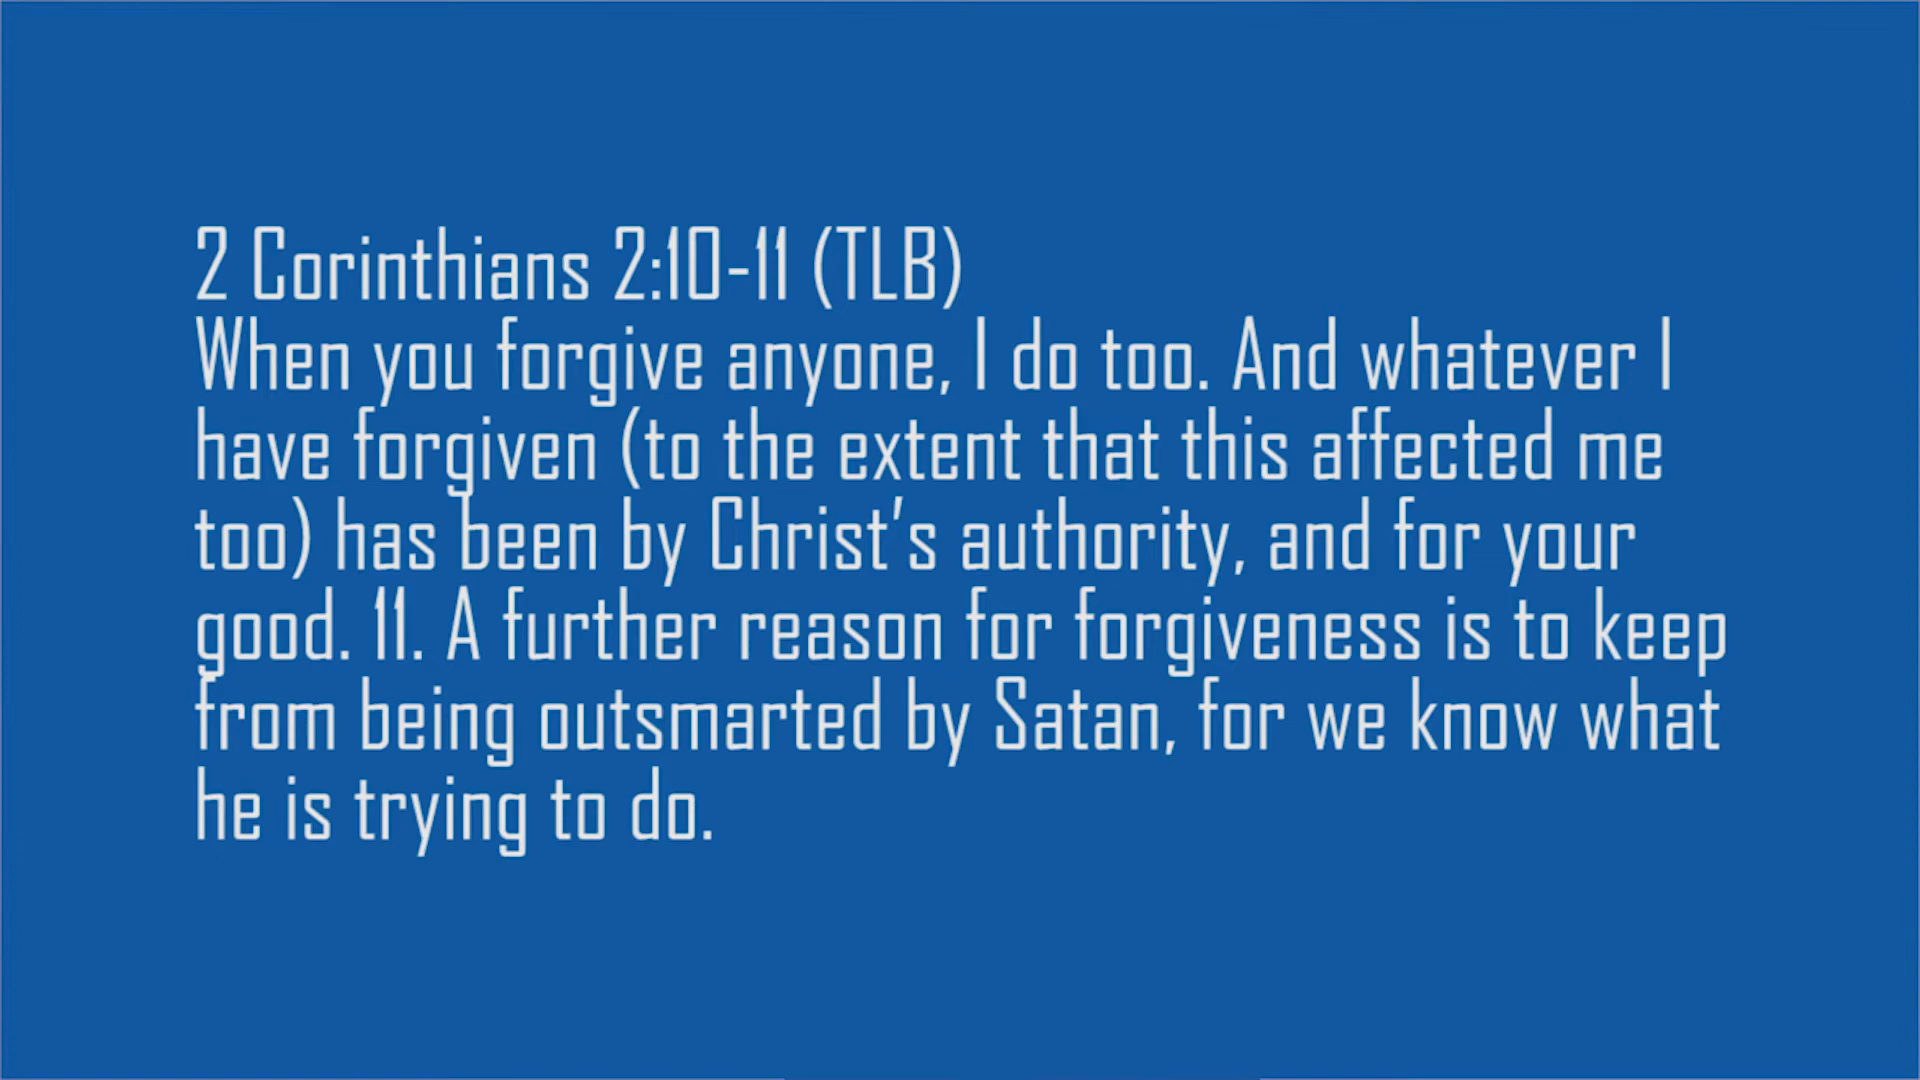 2 Corinthians 2:10-11 (TLB)
When you forgive anyone, I do too. And whatever I
have forgiven (to the extent that this affected me
too) has been by Christ's authority, and for your
good. 11. A further reason for forgiveness is to keep
from being outsmarted by Satan, for we know what
he is trying to do.